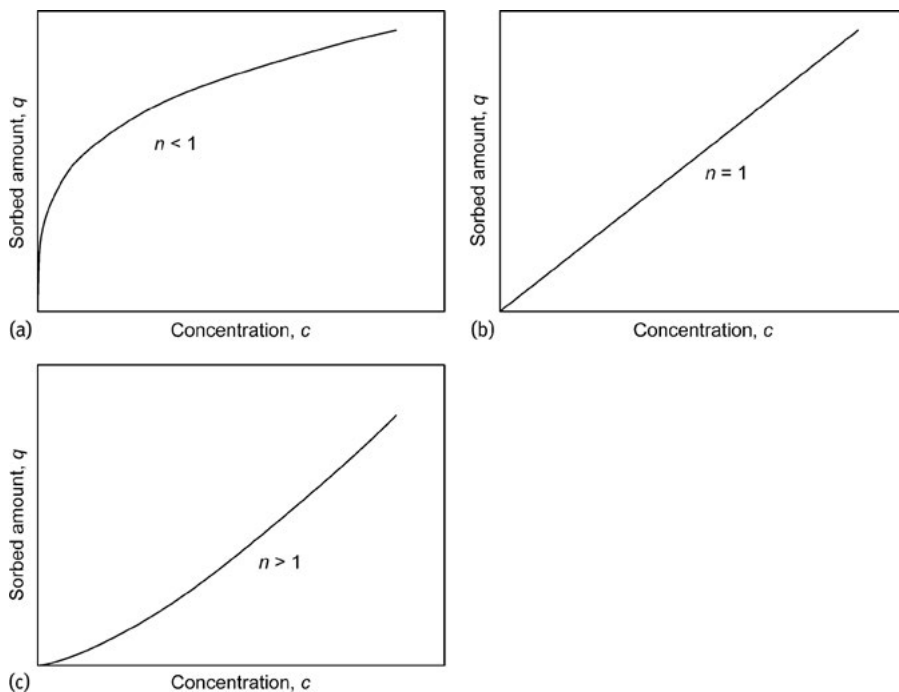 Sorbed amount, q
n < 1
(a)
Concentration, c
Sorbed amount, q
n = 1
(b)
Concentration, c
Sorbed amount, q
n > 1
(c)
Concentration, c